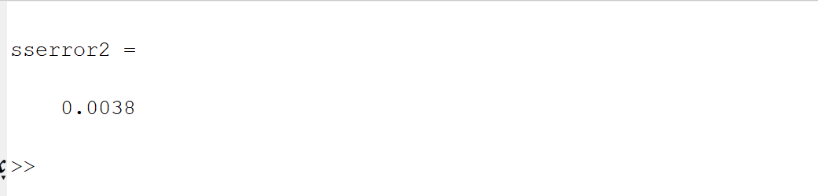 sserror2 =
0.0038
>>